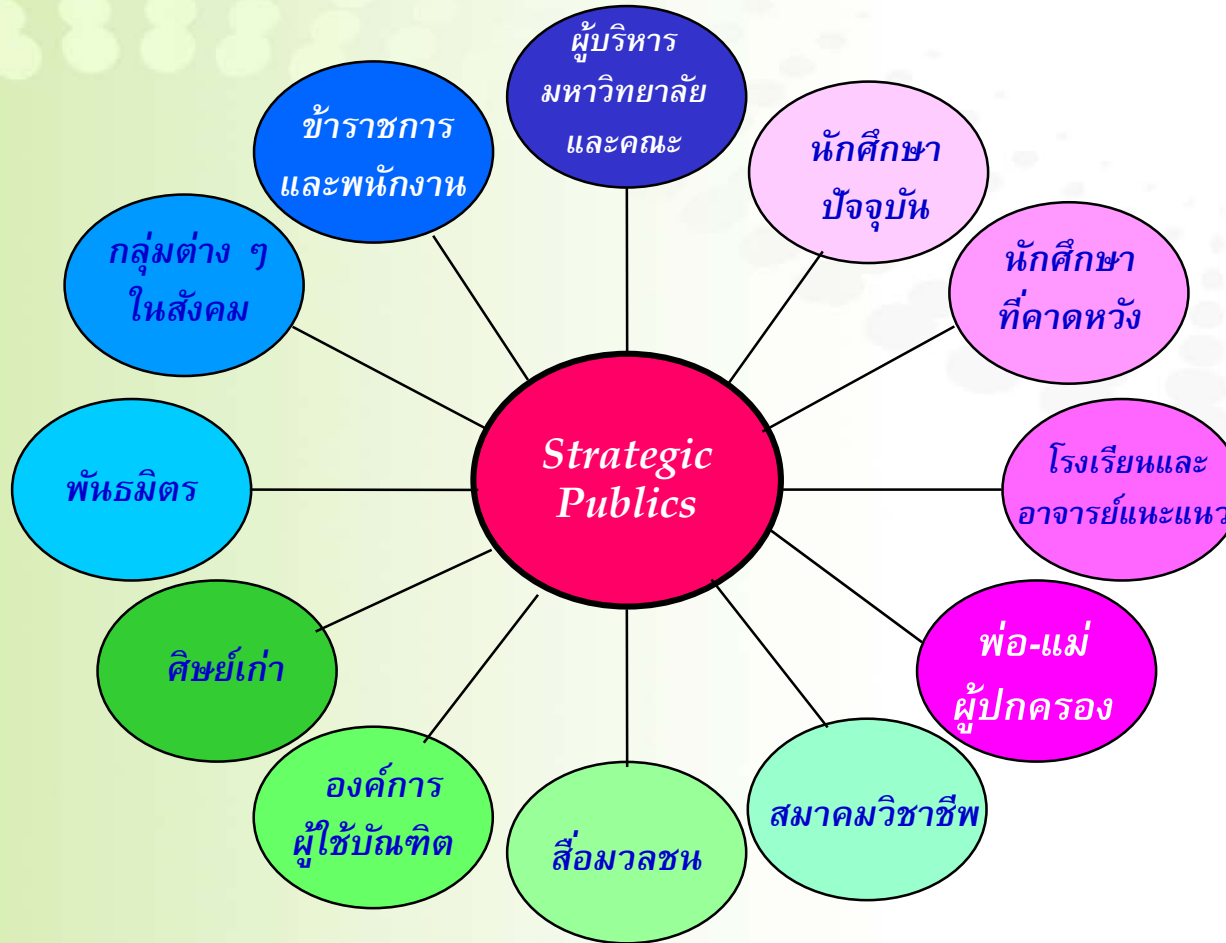 ผู้บริหาร
มหาวิทยาลัย
และคณะ
นักศึกษา
ปัจจุบัน
นักศึกษา
ที่คาดหวัง
โรงเรียนและ
อาจารย์แนะแนว
พ่อ-แม่
ผู้ปกครอง
สมาคมวิชาชีพ
สื่อมวลชน
องค์การ
ผู้ใช้บัณฑิต
ศิษย์เก่า
พันธมิตร
กลุ่มต่าง ๆ
ในสังคม
ข้าราชการ
และพนักงาน
Strategic
Publics